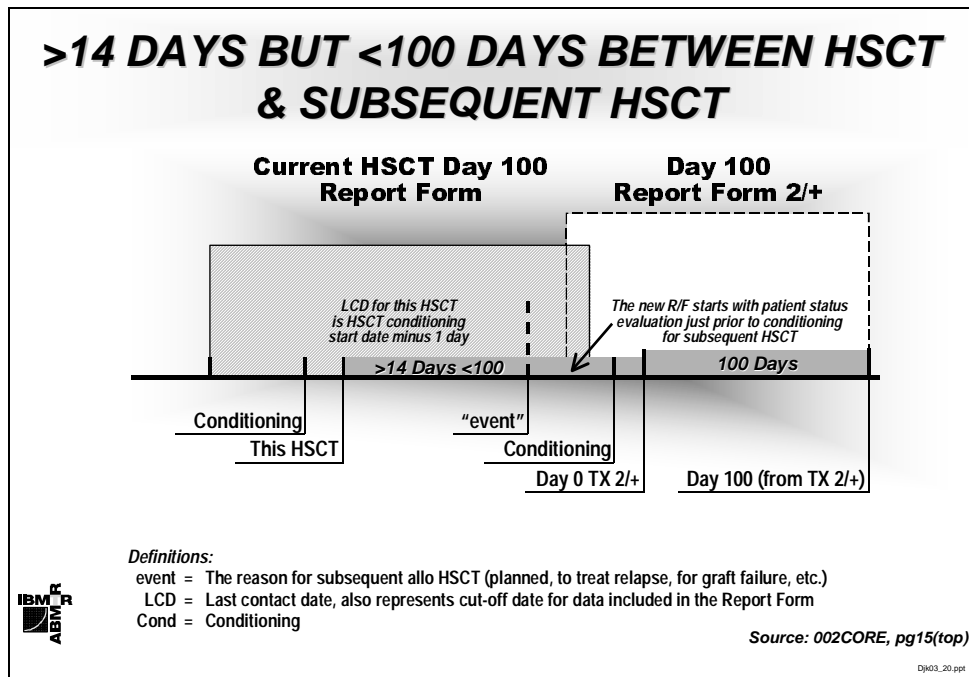 >14 DAYS BUT <100 DAYS BETWEEN HSCT
& SUBSEQUENT HSCT
Current HSCT Day 100
Report Form
Day 100
Report Form 2/+
LCD for this HSCT
is HSCT conditioning
start date minus 1 day
The new R/F starts with patient status
evaluation just prior to conditioning
for subsequent HSCT
>14 Days <100
100 Days
Conditioning
"event"
This HSCT
Conditioning
Day 0 TX 2/+
Day 100 (from TX 2/+)
Definitions:
event = The reason for subsequent allo HSCT (planned, to treat relapse, for graft failure, etc.)
LCD = Last contact date, also represents cut-off date for data included in the Report Form
Cond = Conditioning
IBMTR
ABMTR
Source: 002CORE, pg15(top)
Djk03_20.ppt